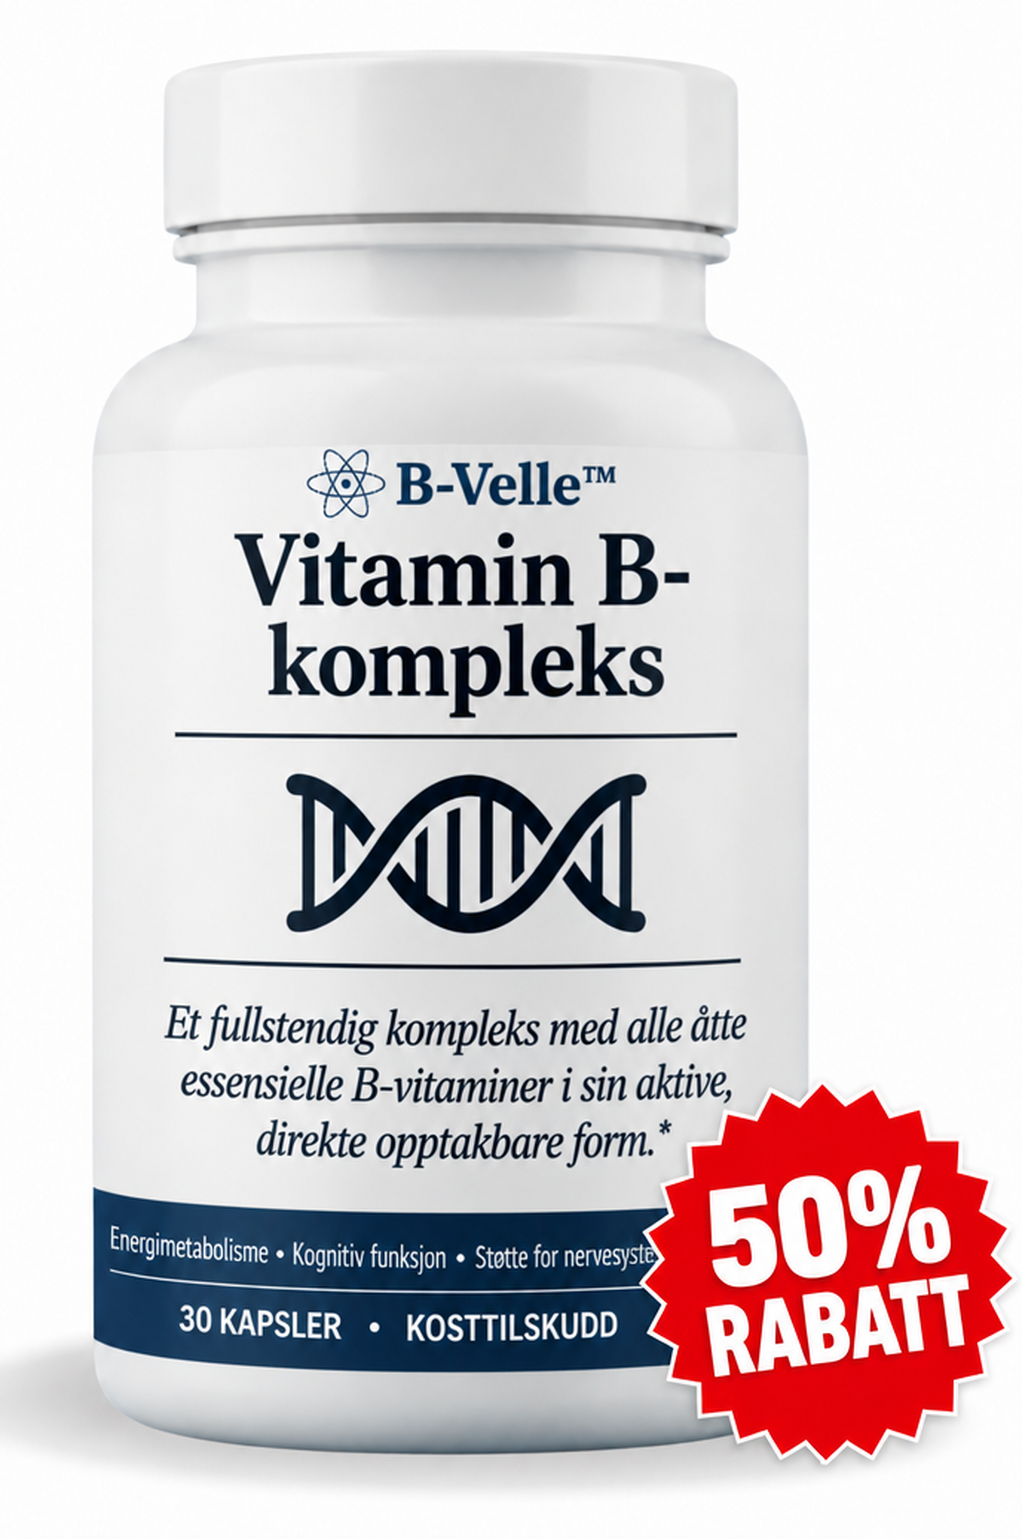 B-Velle™
Vitamin B-
kompleks
Et fullstendig kompleks med alle åtte
essensielle B-vitaminer i sin aktive,
direkte opptakbare form.*
Energimetabolisme • Kognitiv funksjon • Støtte for
30 KAPSLER • KOSTTILSKUDD
50%
RABATT